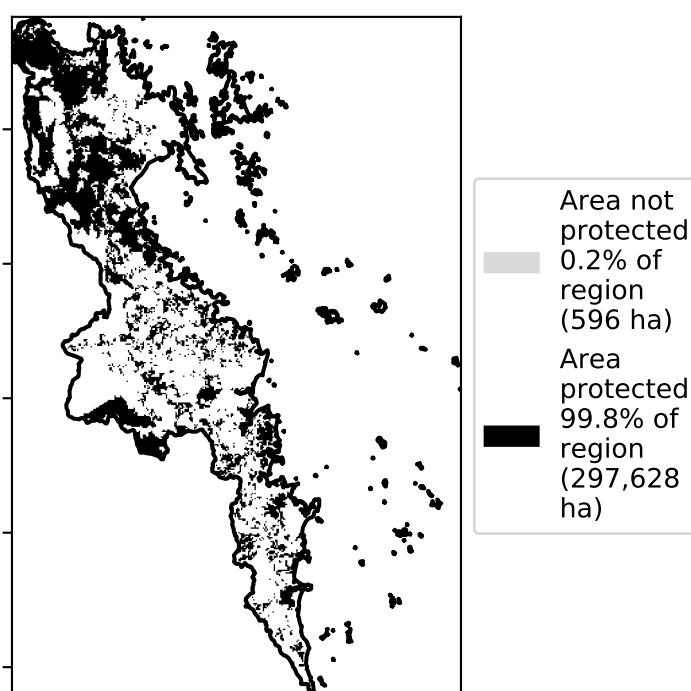 Area not
protected
0.2% of
region
(596 ha)
Area
protected
99.8% of
region
(297,628
ha)